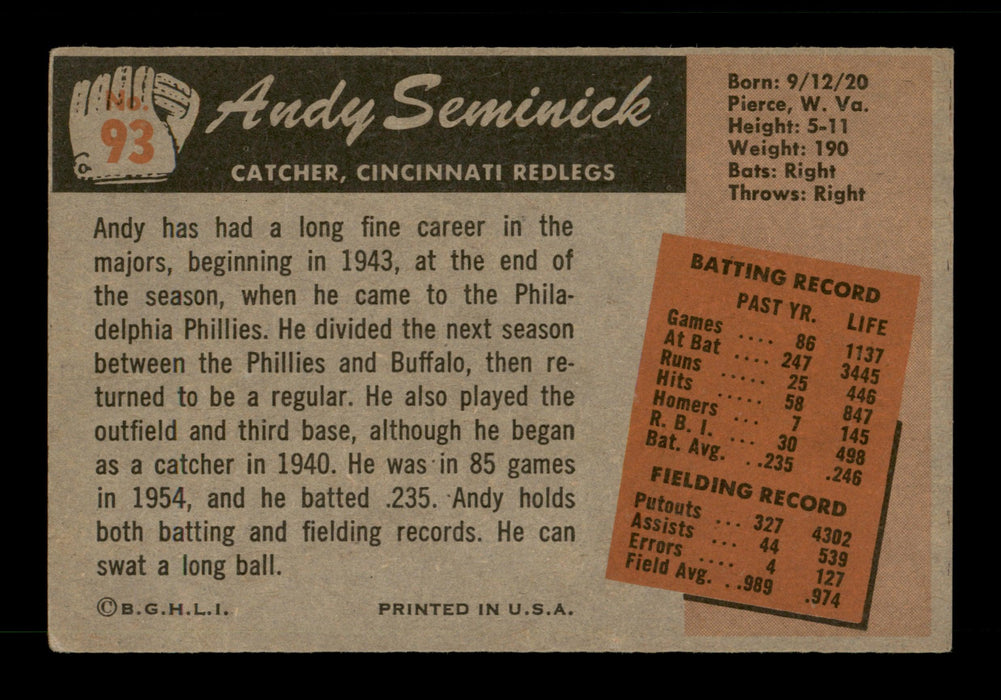 No.
93
Andy Seminick
CATCHER, CINCINNATI REDLEGS
Born: 9/12/20
Pierce, W. Va.
Height: 5-11
Weight: 190
Bats: Right
Throws: Right
Andy has had a long fine career in the
majors, beginning in 1943, at the end of
the season, when he came to the Phila-
delphia Phillies. He divided the next season
between the Phillies and Buffalo, then re-
turned to be a regular. He also played the
outfield and third base, although he began
as a catcher in 1940. He was in 85 games
in 1954, and he batted .235. Andy holds
both batting and fielding records. He can
swat a long ball.
©B.G.H.L.I. PRINTED IN U.S.A.
BATTING RECORD
PAST YR. LIFE
Games .... 86 1137
At Bat .... 247 3445
Runs ..... 25 446
Hits ..... 58 847
Homers ... 7 145
R. B. I. ... 30 498
Bat. Avg. ..235 .246
FIELDING RECORD
Putouts ... 327 4302
Assists ... 44 539
Errors .... 4 127
Field Avg. ..989 .974